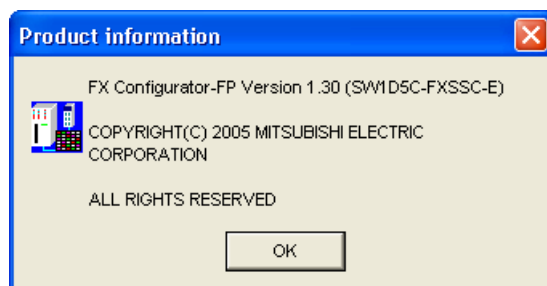 Product information
FX Configurator-FP Version 1.30 (SW1D5C-FXSSC-E)
COPYRIGHT(C) 2005 MITSUBISHI ELECTRIC
CORPORATION
ALL RIGHTS RESERVED
OK